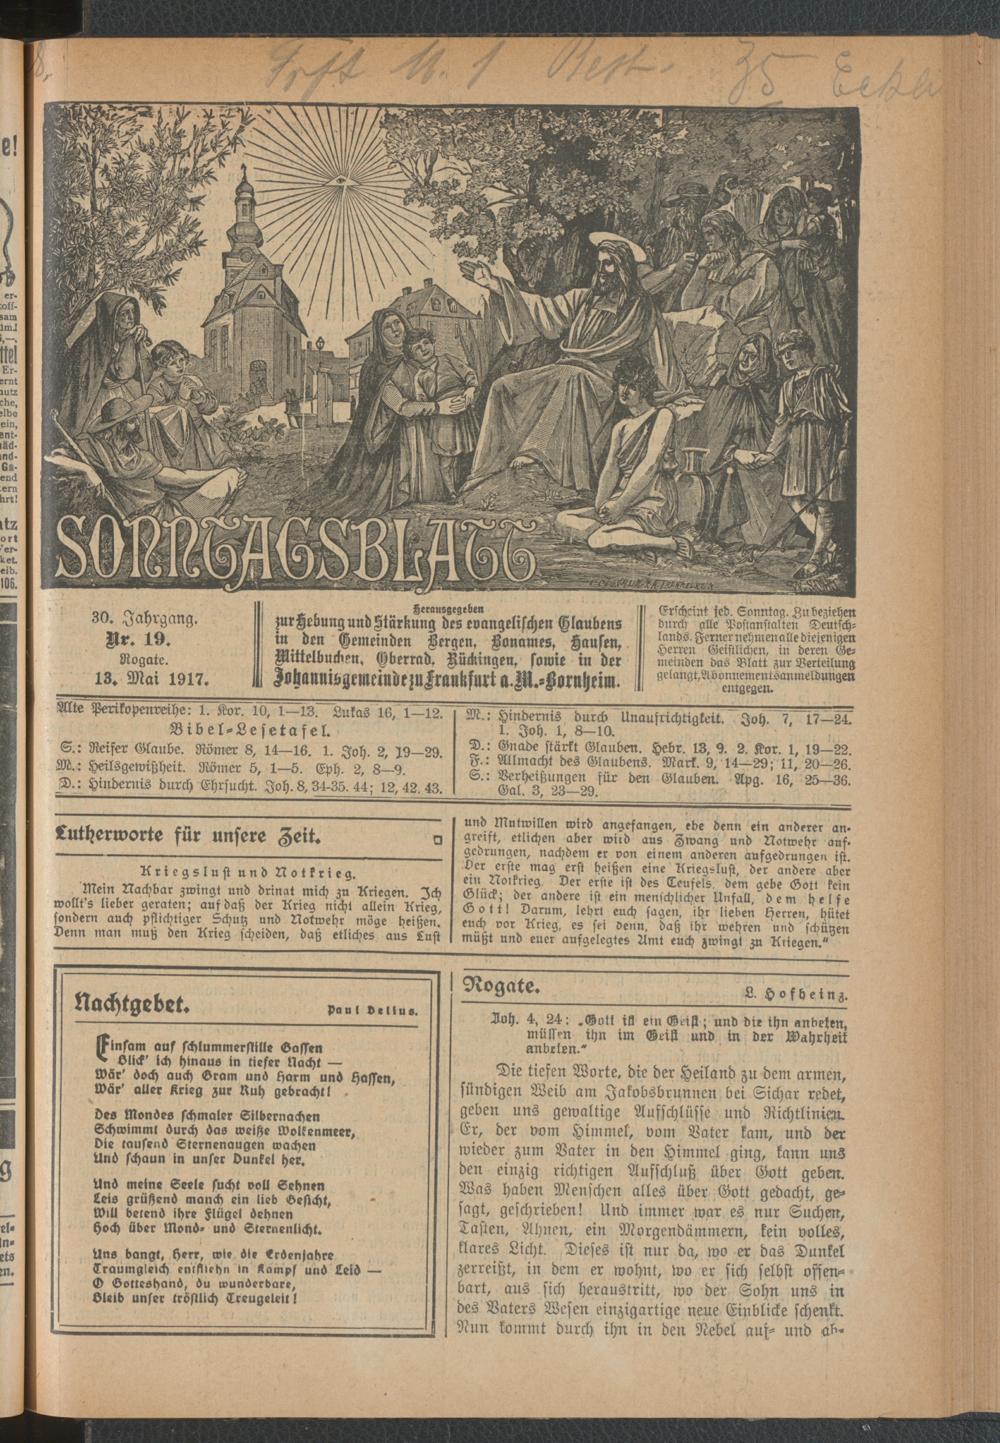 SONNTAGSBLATT
30. Jahrgang.
Nr. 19.
Rogate.
13. Mai 1917.
Herausgegeben
zur Hebung und Stärkung des evangelischen Glaubens
in den Gemeinden Bergen, Bonames, Hausen,
Mittelbuchen, Oberrad, Rückingen, sowie in der
Johannisgemeinde zu Frankfurt a. M.-Bornheim.
Erscheint jed. Sonntag. Zu beziehen
durch alle Postanstalten Deutsch-
lands. Ferner nehmen alle diejenigen
Herren Geistlichen, in deren Ge-
meinden das Blatt zur Verteilung
gelangt, Abonnementsanmeldungen
entgegen.
Alte Perikopenreihe: 1. Kor. 10, 1—13. Lukas 16, 1—12.
Bibel-Lesetafel.
S.: Reifer Glaube. Römer 8, 14—16. 1. Joh. 2, 19—29.
M.: Heilsgewißheit. Römer 5, 1—5. Eph. 2, 8—9.
D.: Hindernis durch Ehrsucht. Joh. 8, 34-35. 44; 12, 42. 43.
M.: Hindernis durch Unaufrichtigkeit. Joh. 7, 17—24.
1. Joh. 1, 8—10.
D.: Gnade stärkt Glauben. Hebr. 13, 9. 2. Kor. 1, 19—22.
F.: Allmacht des Glaubens. Mark. 9, 14—29; 11, 20—26.
S.: Verheißungen für den Glauben. Apg. 16, 25—36.
Gal. 3, 23—29.
Lutherworte für unsere Zeit.
Kriegslust und Notkrieg.
Mein Nachbar zwingt und dringt mich zu Kriegen. Ich
wollt's lieber geraten; auf daß der Krieg nicht allein Krieg,
sondern auch pflichtiger Schutz und Notwehr möge heißen.
Denn man muß den Krieg scheiden, daß etliches aus Lust
und Mutwillen wird angefangen, ehe denn ein anderer an-
greift, etlichen aber wird aus Zwang und Notwehr auf-
gedrungen, nachdem er von einem anderen aufgedrungen ist.
Der erste mag erst heißen eine Kriegslust, der andere aber
ein Notkrieg. Der erste ist des Teufels, dem gebe Gott kein
Glück; der andere ist ein menschlicher Unfall, dem helfe
Gott! Darum, lehrt euch sagen, ihr lieben Herren, hütet
euch vor Krieg, es sei denn, daß ihr wehren und schützen
müßt und euer aufgelegtes Amt euch zwingt zu Kriegen."
Nachtgebet.
Paul Delius.
Einsam auf schlummerstille Gassen
Blick' ich hinaus in tiefer Nacht —
Wär' doch auch Gram und Harm und Hassen,
Wär' aller Krieg zur Ruh gebracht!
Des Mondes schmaler Silbernachen
Schwimmt durch das weiße Wolkenmeer,
Die tausend Sternenaugen wachen
Und schaun in unser Dunkel her.
Und meine Seele sucht voll Sehnen
Leis grüßend manch ein lieb Gesicht,
Will betend ihre Flügel dehnen
Hoch über Mond- und Sternenlicht.
Uns bangt, Herr, wie die Erdenjahre
Traumgleich entfliehn in Kampf und Leid —
O Gotteshand, du wunderbare,
Bleib unser tröstlich Treugeleit!
Rogate.
L. Hofheinz.
Joh. 4, 24: „Gott ist ein Geist; und die ihn anbeten,
müssen ihn im Geist und in der Wahrheit
anbeten."
Die tiefen Worte, die der Heiland zu dem armen,
sündigen Weib am Jakobsbrunnen bei Sichar redet,
geben uns gewaltige Aufschlüsse und Richtlinien.
Er, der vom Himmel, vom Vater kam, und der
wieder zum Vater in den Himmel ging, kann uns
den einzig richtigen Aufschluß über Gott geben.
Was haben Menschen alles über Gott gedacht, ge-
sagt, geschrieben! Und immer war es nur Suchen,
Tasten, Ahnen, ein Morgendämmern, kein volles,
klares Licht. Dieses ist nur da, wo er das Dunkel
zerreißt, in dem er wohnt, wo er sich selbst offen-
bart, aus sich heraustritt, wo der Sohn uns in
des Vaters Wesen einzigartige neue Einblicke schenkt.
Nun kommt durch ihn in den Nebel auf- und ab-